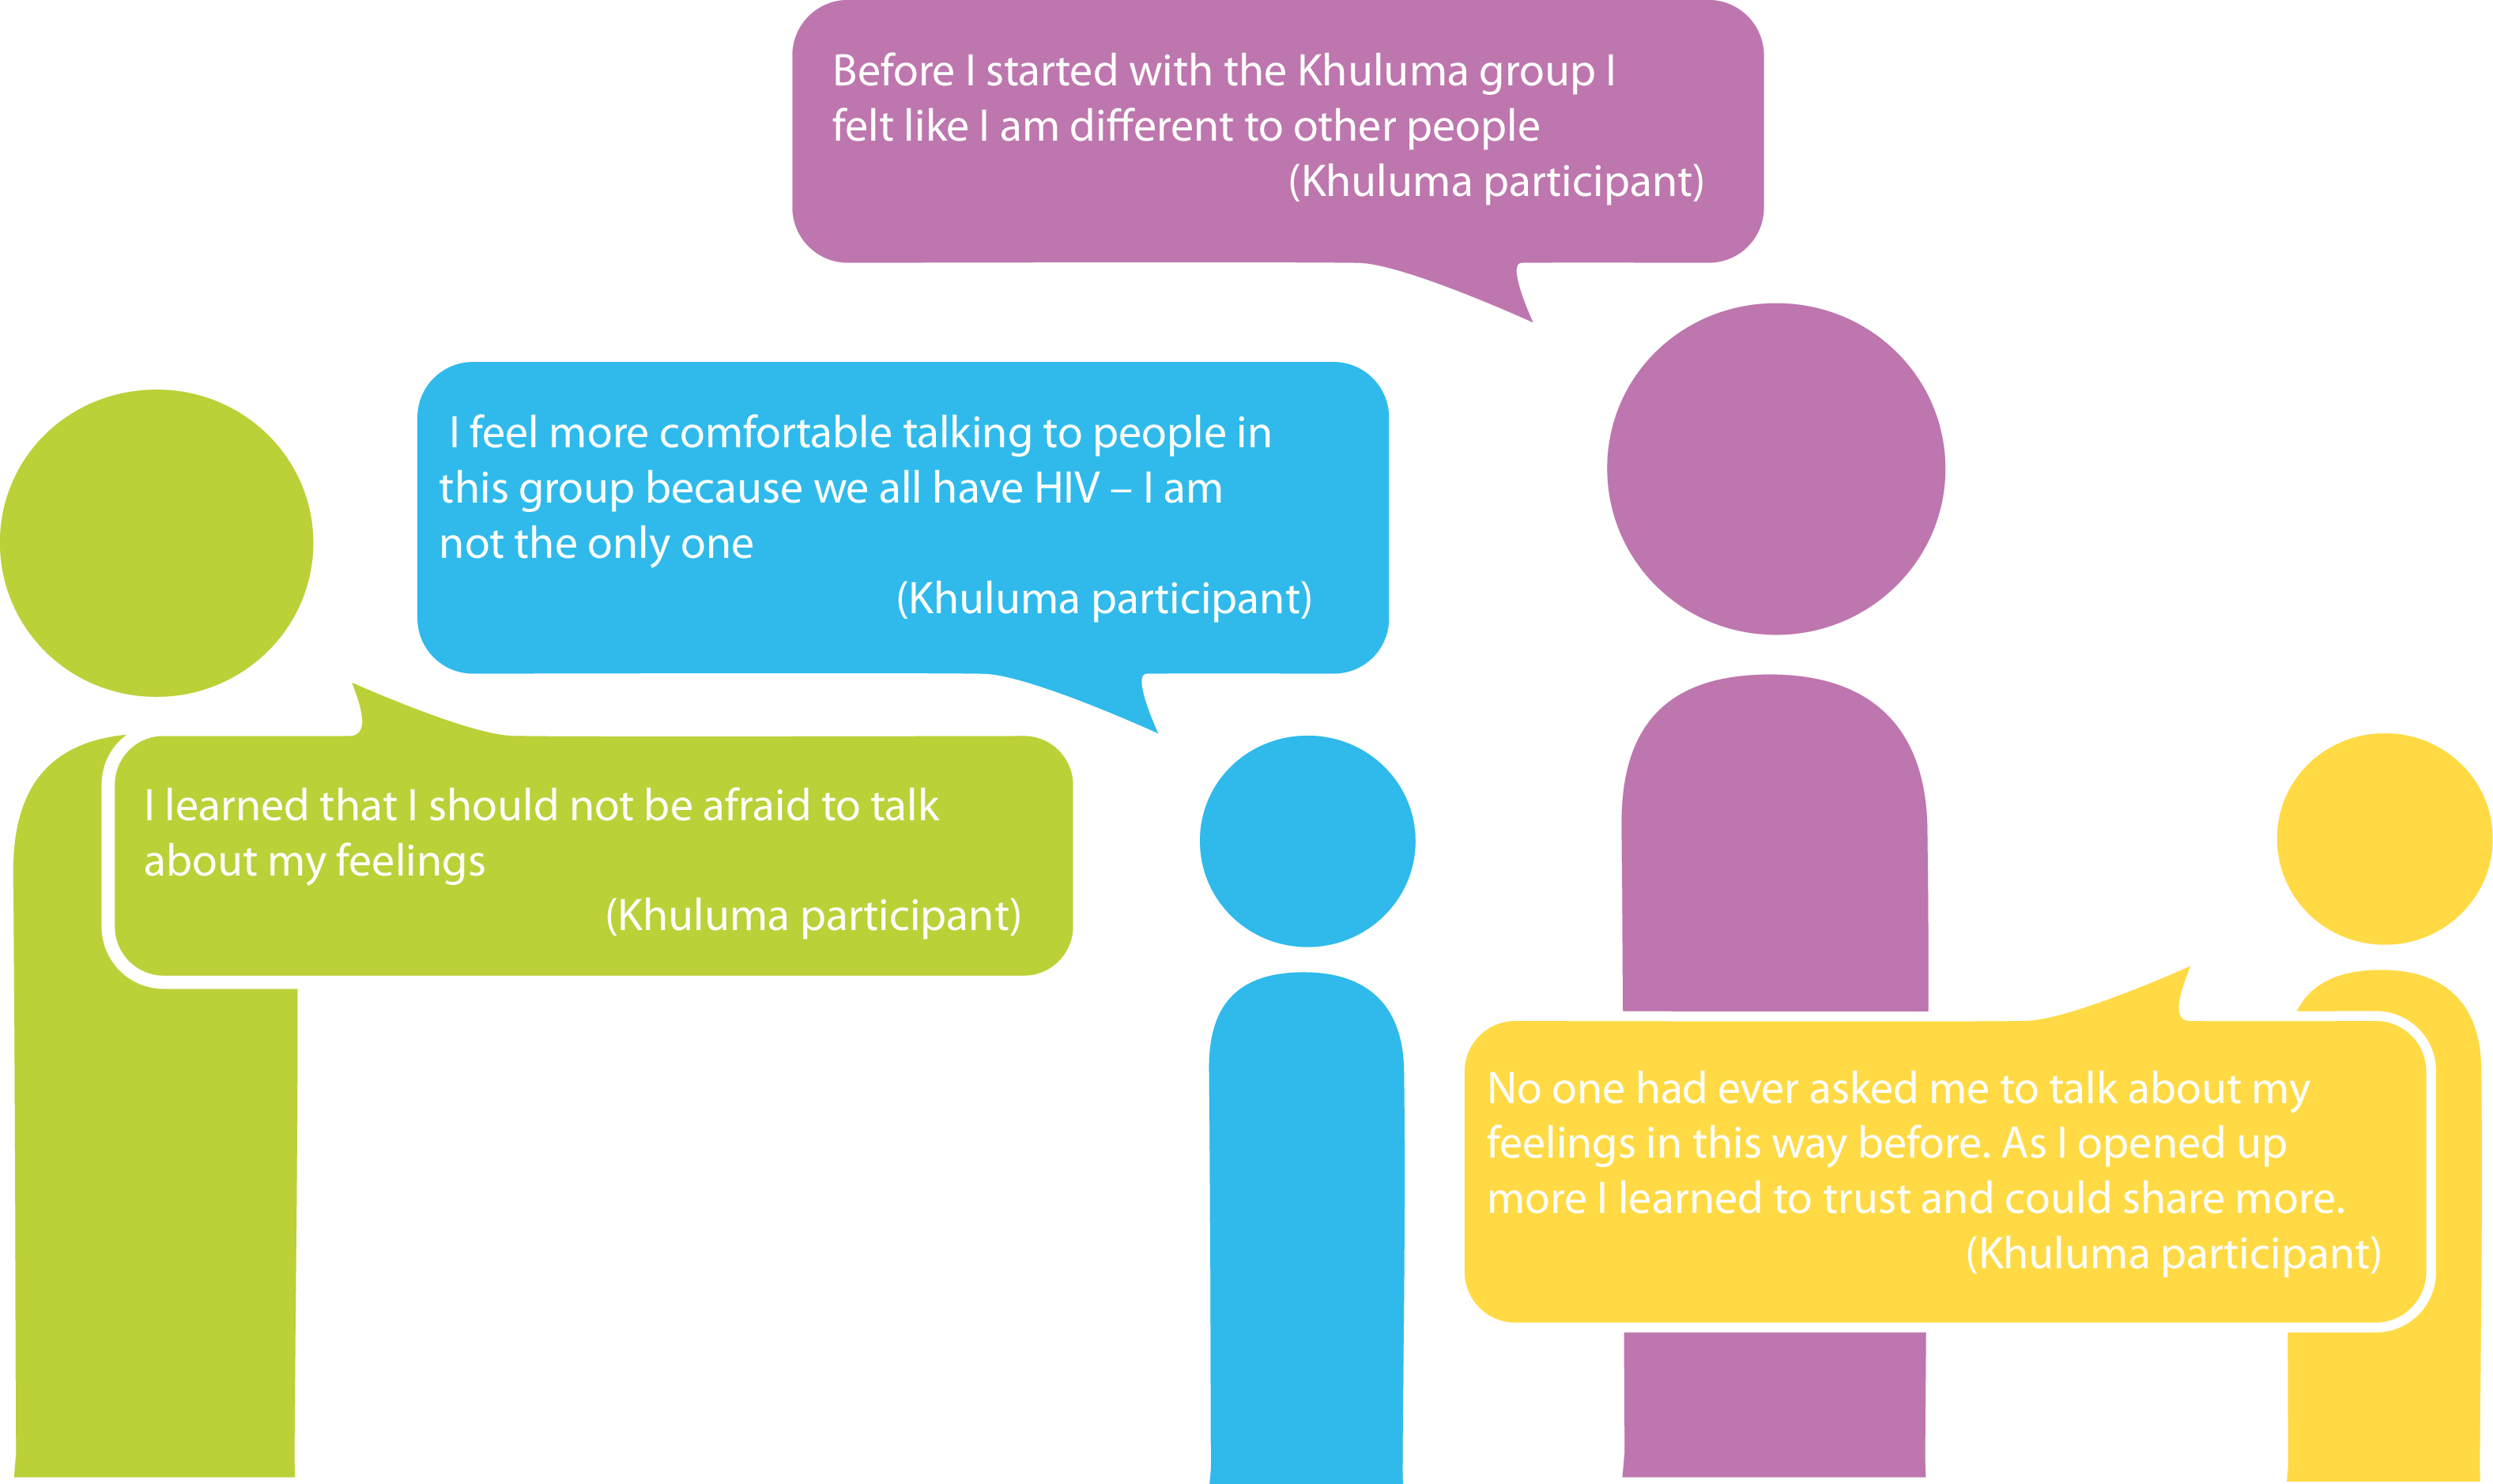 Before I started with the Khuluma group I
felt like I am different to other people
(Khuluma participant)
I feel more comfortable talking to people in
this group because we all have HIV – I am
not the only one
(Khuluma participant)
I learned that I should not be afraid to talk
about my feelings
(Khuluma participant)
No one had ever asked me to talk about my
feelings in this way before. As I opened up
more I learned to trust and could share more.
(Khuluma participant)